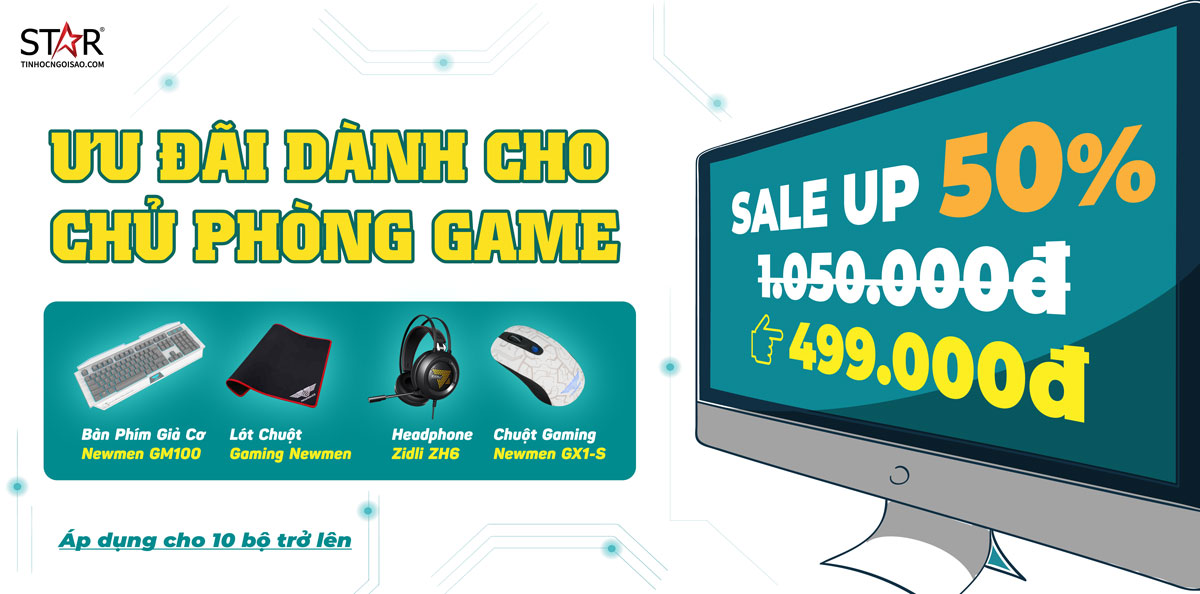 STAR®
TINHOCNGOISAO.COM
ƯU ĐÃI DÀNH CHO
CHỦ PHÒNG GAME
Bàn Phím Giả Cơ
Newmen GM100
Lót Chuột
Gaming Newmen
Headphone
Zidli ZH6
Chuột Gaming
Newmen GX1-S
Áp dụng cho 10 bộ trở lên
SALE UP 50%
1.050.000đ
499.000đ